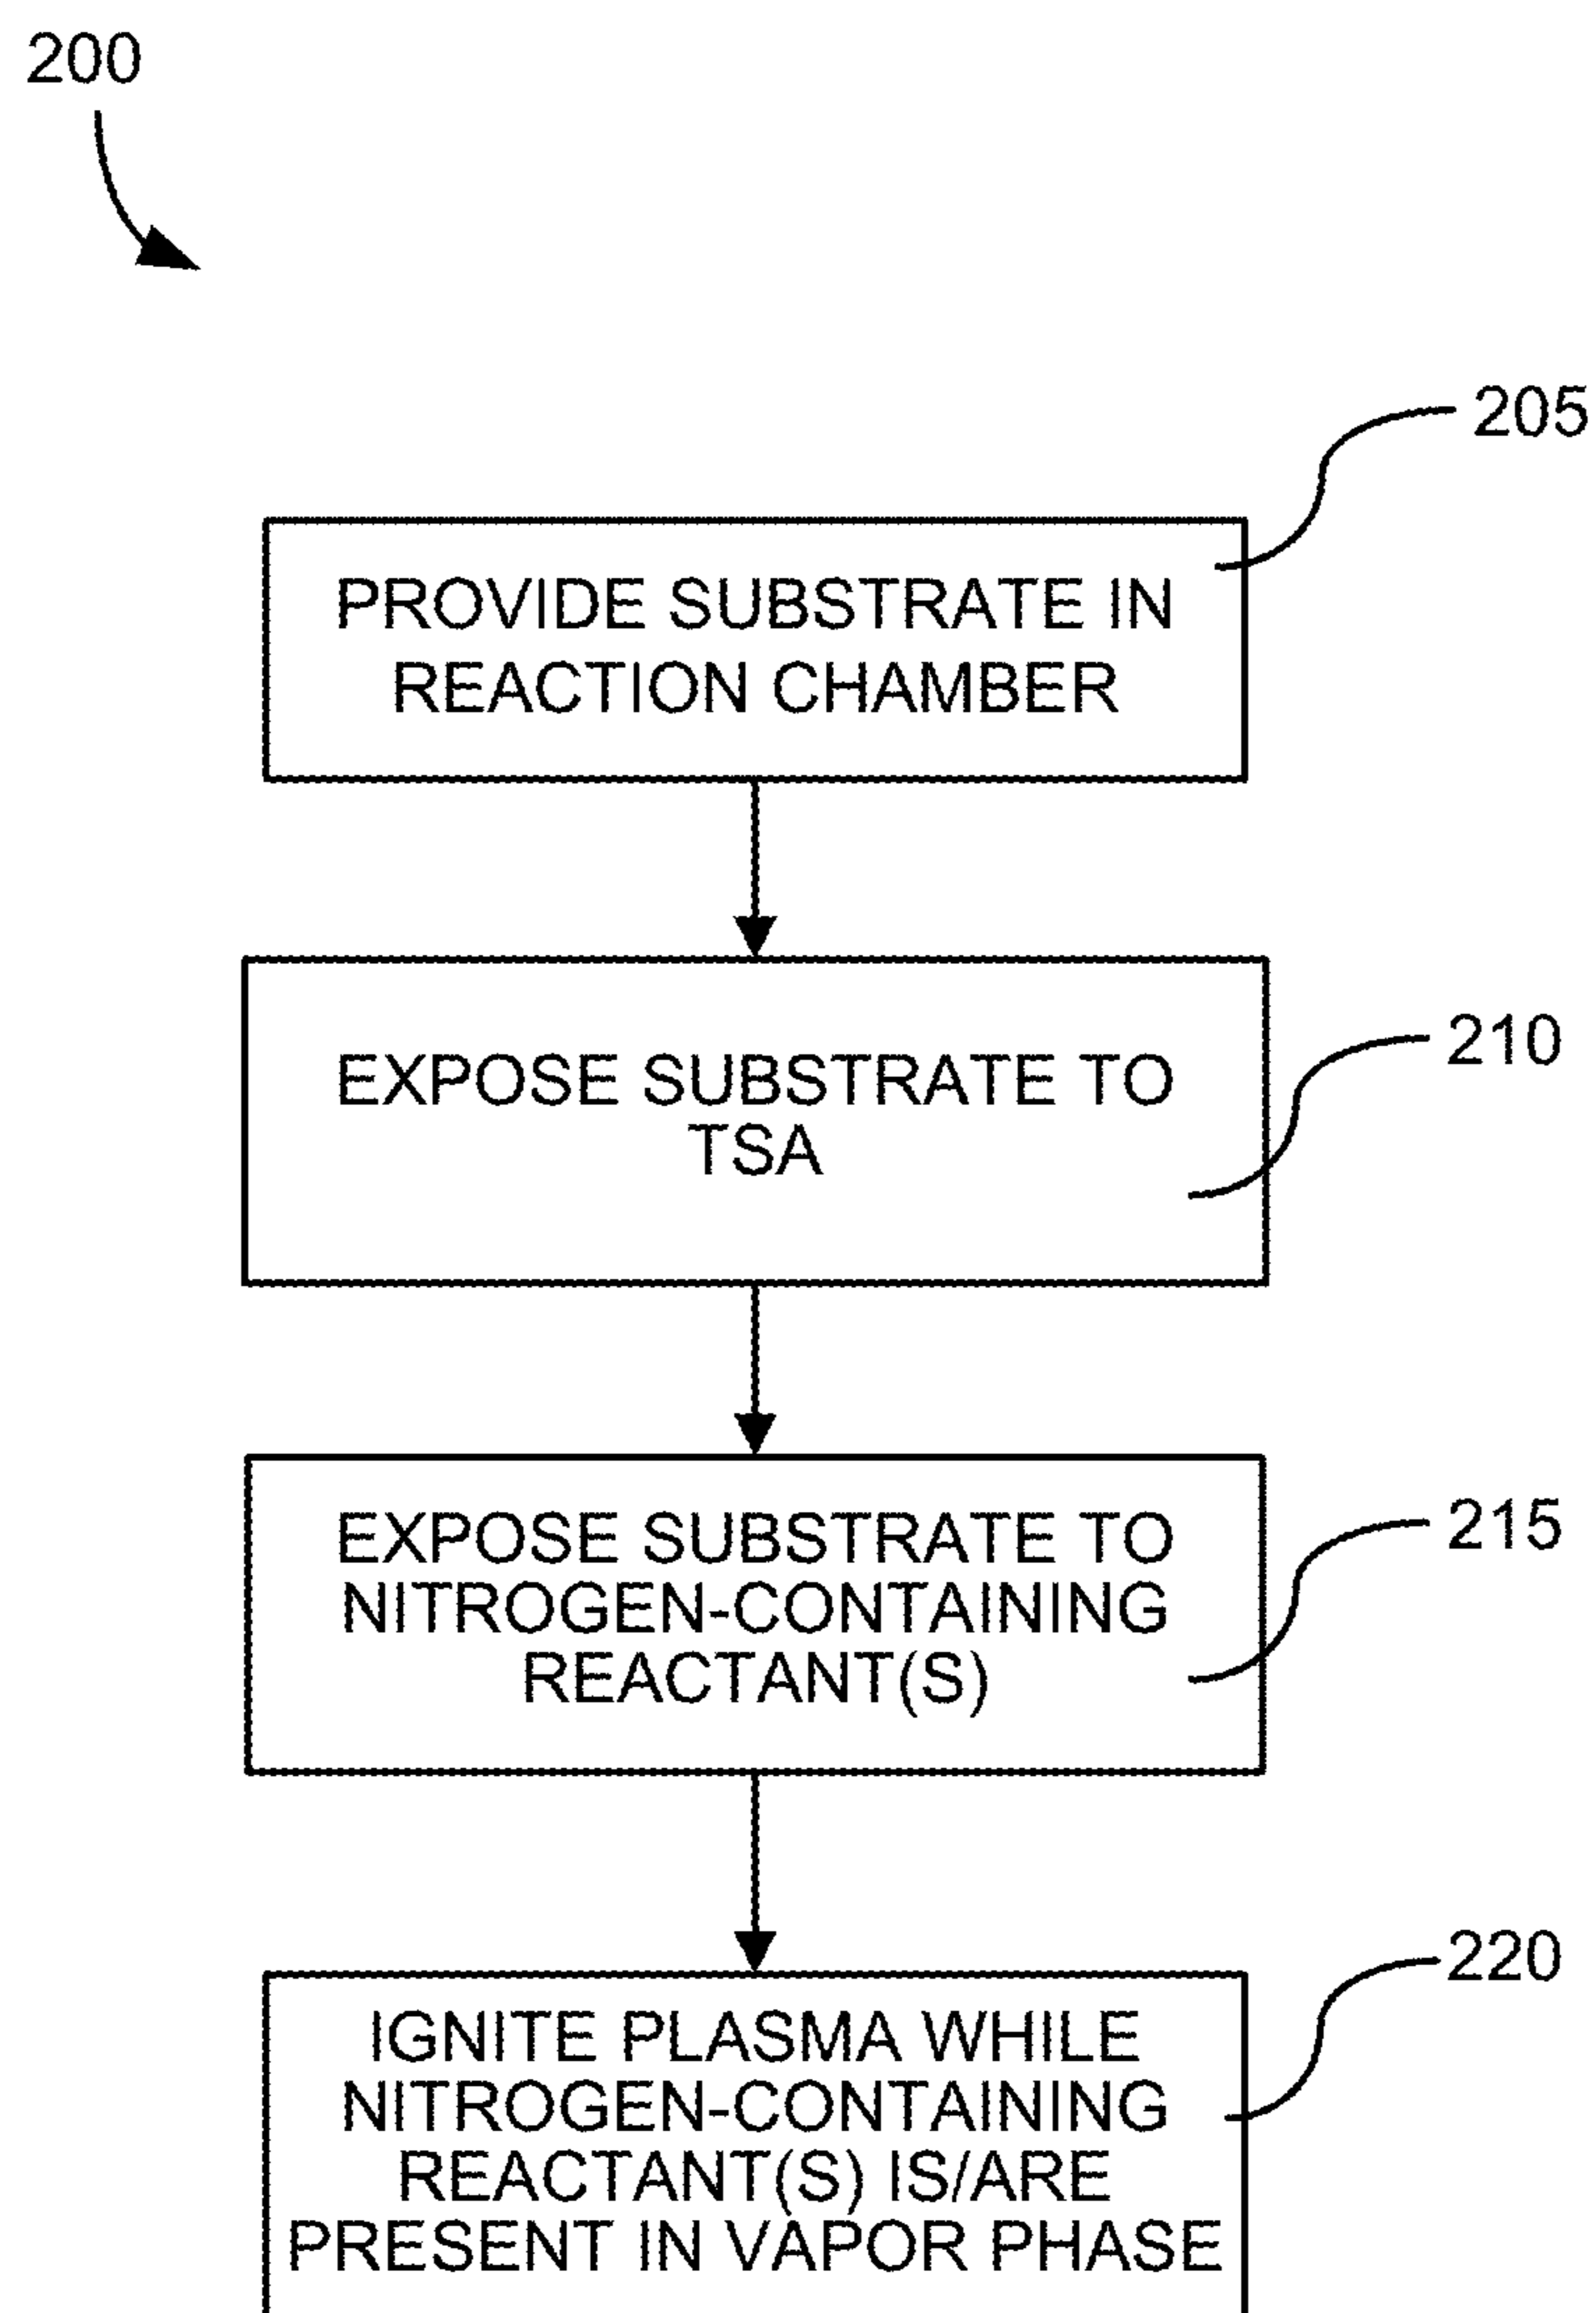 200
205
PROVIDE SUBSTRATE IN
REACTION CHAMBER
210
EXPOSE SUBSTRATE TO
TSA
215
EXPOSE SUBSTRATE TO
NITROGEN-CONTAINING
REACTANT(S)
220
IGNITE PLASMA WHILE
NITROGEN-CONTAINING
REACTANT(S) IS/ARE
PRESENT IN VAPOR PHASE